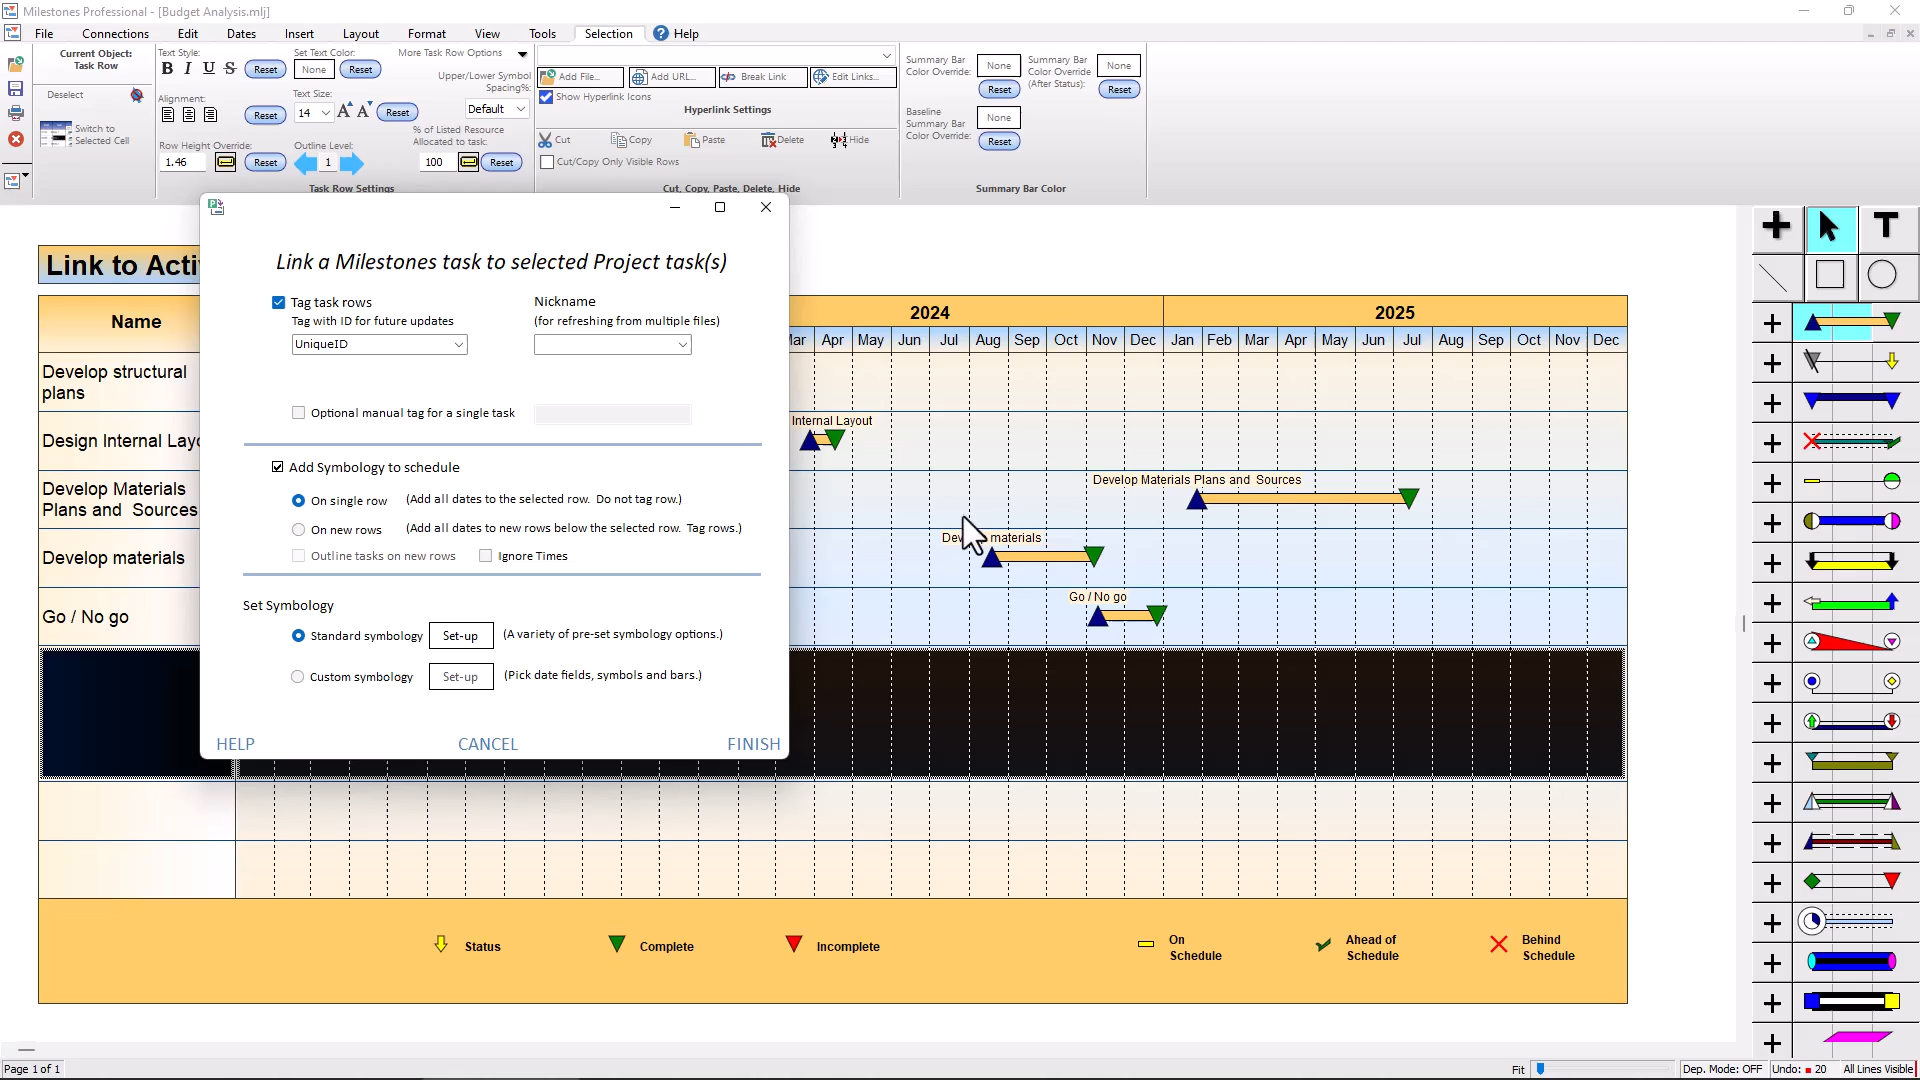 Milestones Professional - [Budget Analysis.mlj]
File Connections Edit Dates Insert Layout Format View Tools Selection Help
Current Object:
Task Row
Deselect
Switch to
Selected Cell
Text Style:
B I U S Reset
Set Text Color:
None Reset
More Task Row Options
Upper/Lower Symbol
Spacing%:
Default
Alignment:
Reset
Text Size:
14 A A Reset
% of Listed Resource
Allocated to task:
100 Reset
Row Height Override:
1.46 Reset
Outline Level:
1
Task Row Settings
Add File... Add URL... Break Link Edit Links...
Show Hyperlink Icons
Hyperlink Settings
Cut Copy Paste Delete Hide
Cut/Copy Only Visible Rows
Cut, Copy, Paste, Delete, Hide
Summary Bar
Color Override:
None
Reset
Summary Bar
Color Override
(After Status):
None
Reset
Baseline
Summary Bar
Color Override:
None
Reset
Summary Bar Color
Link a Milestones task to selected Project task(s)
Tag task rows
Tag with ID for future updates
UniqueID
Nickname
(for refreshing from multiple files)
Optional manual tag for a single task
Add Symbology to schedule
On single row (Add all dates to the selected row. Do not tag row.)
On new rows (Add all dates to new rows below the selected row. Tag rows.)
Outline tasks on new rows Ignore Times
Set Symbology
Standard symbology Set-up (A variety of pre-set symbology options.)
Custom symbology Set-up (Pick date fields, symbols and bars.)
HELP CANCEL FINISH
Link to Acti
Name
2024 2025
Apr May Jun Jul Aug Sep Oct Nov Dec Jan Feb Mar Apr May Jun Jul Aug Sep Oct Nov Dec
Develop structural
plans
Design Internal Layo
Internal Layout
Develop Materials
Plans and Sources
Develop Materials Plans and Sources
Develop materials
materials
Go / No go
Go / No go
Status Complete Incomplete
On
Schedule
Ahead of
Schedule
Behind
Schedule
T
Page 1 of 1
Fit
Dep. Mode: OFF Undo: 20 All Lines Visible